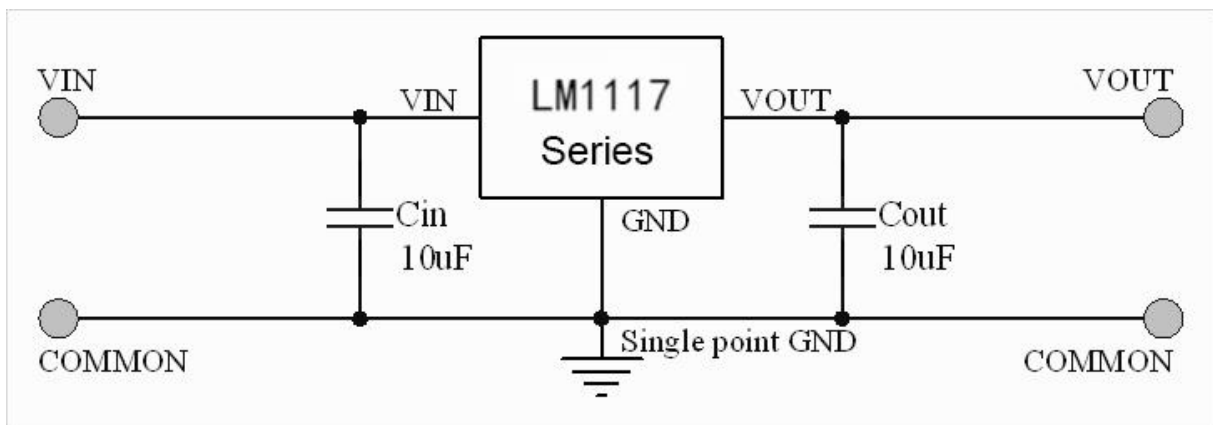 VIN
VIN
LM1117
Series
VOUT
VOUT
Cin
10uF
GND
Cout
10uF
COMMON
Single point GND
COMMON